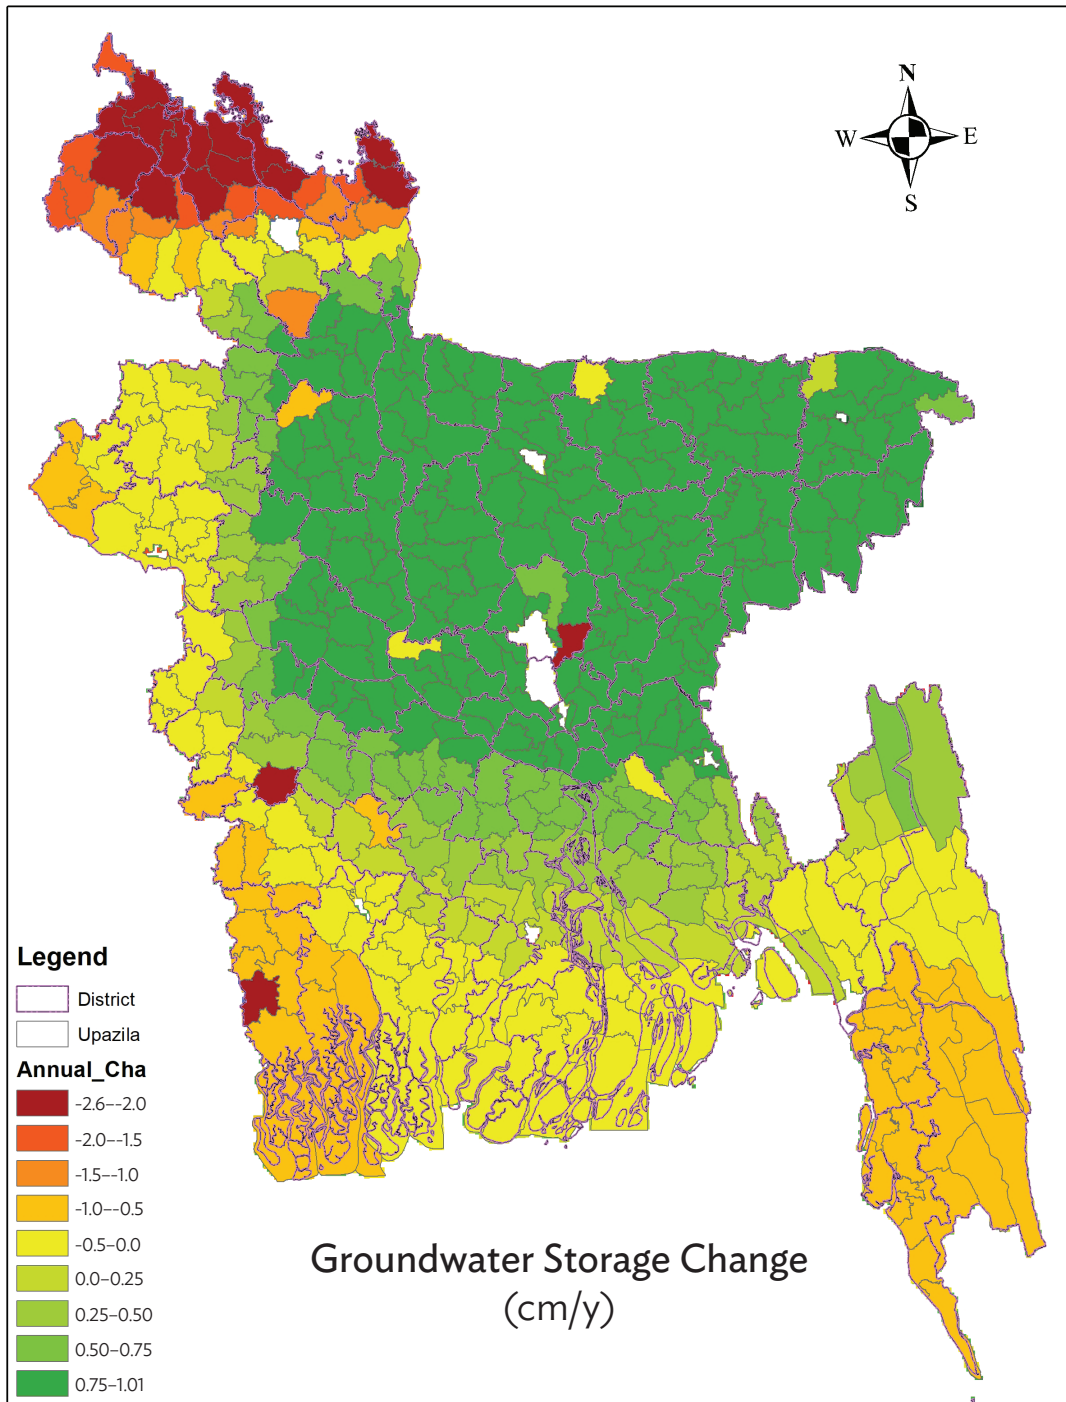 N
W
E
S
Legend
District
Upazila
Annual_Cha
-2.6--2.0
-2.0--1.5
-1.5--1.0
-1.0--0.5
-0.5–0.0
0.0–0.25
0.25–0.50
0.50–0.75
0.75–1.01
Groundwater Storage Change
(cm/y)